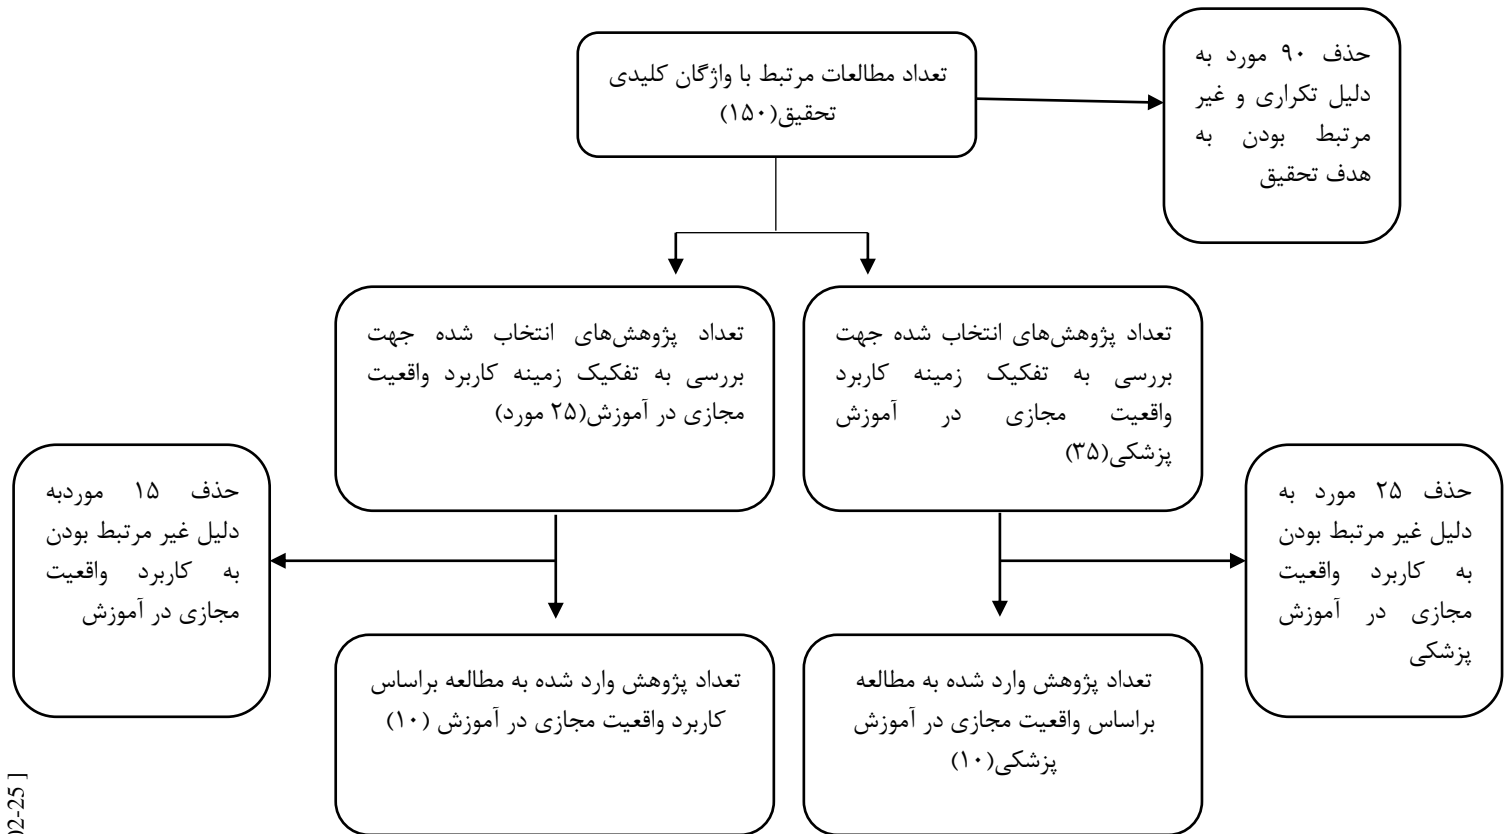 تعداد مطالعات مرتبط با واژگان کلیدی
تحقیق(۱۵۰)
حذف ۹۰ مورد به
دلیل تکراری و غیر
مرتبط بودن به
هدف تحقیق
تعداد پژوهش‌های انتخاب شده جهت
بررسی به تفکیک زمینه کاربرد
واقعیت مجازی در آموزش
پزشکی(۳۵)
تعداد پژوهش‌های انتخاب شده جهت
بررسی به تفکیک زمینه کاربرد واقعیت
مجازی در آموزش(۲۵ مورد)
حذف ۲۵ مورد به
دلیل غیر مرتبط بودن
به کاربرد واقعیت
مجازی در آموزش
پزشکی
حذف ۱۵ موردبه
دلیل غیر مرتبط بودن
به کاربرد واقعیت
مجازی در آموزش
تعداد پژوهش وارد شده به مطالعه
براساس واقعیت مجازی در آموزش
پزشکی(۱۰)
تعداد پژوهش وارد شده به مطالعه براساس
کاربرد واقعیت مجازی در آموزش (۱۰)
02-25 ]